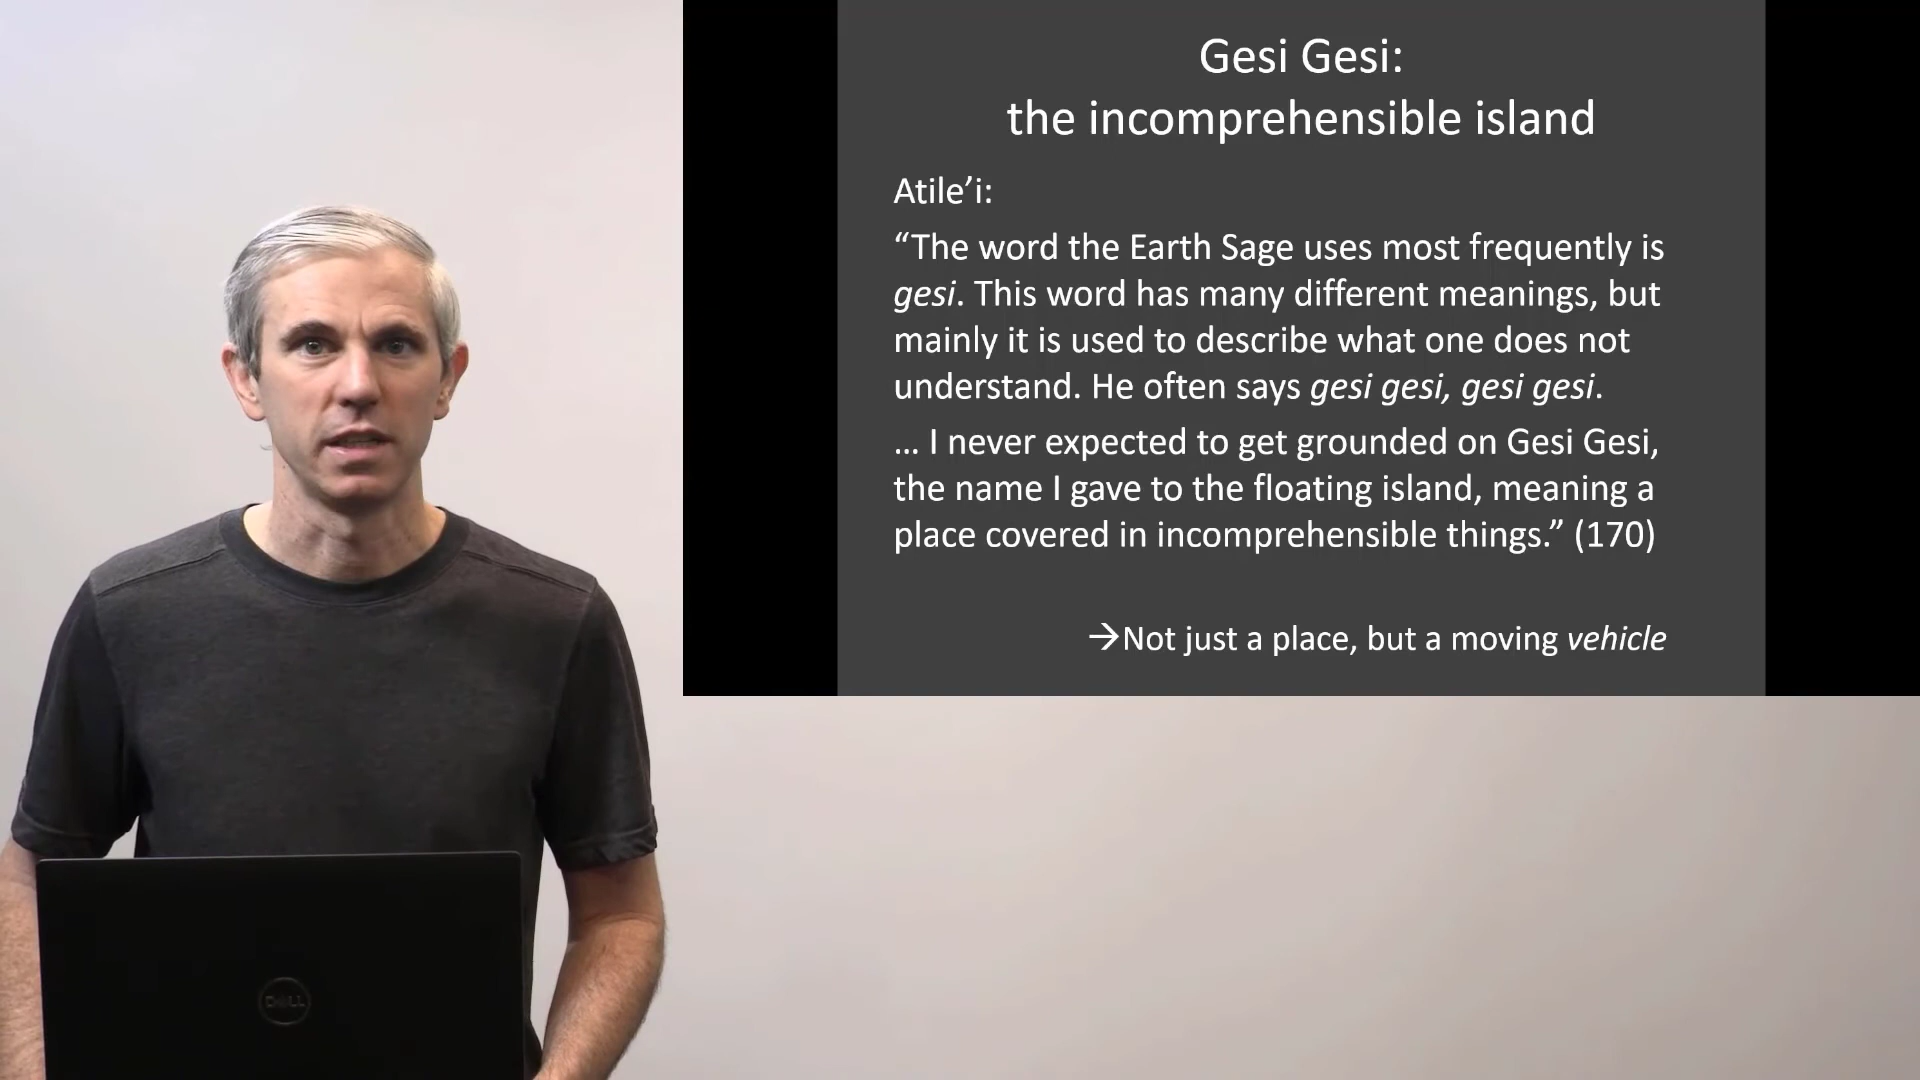 Gesi Gesi:
the incomprehensible island
Atile’i:
“The word the Earth Sage uses most frequently is
gesi. This word has many different meanings, but
mainly it is used to describe what one does not
understand. He often says gesi gesi, gesi gesi.
… I never expected to get grounded on Gesi Gesi,
the name I gave to the floating island, meaning a
place covered in incomprehensible things.” (170)
→Not just a place, but a moving vehicle
DELL